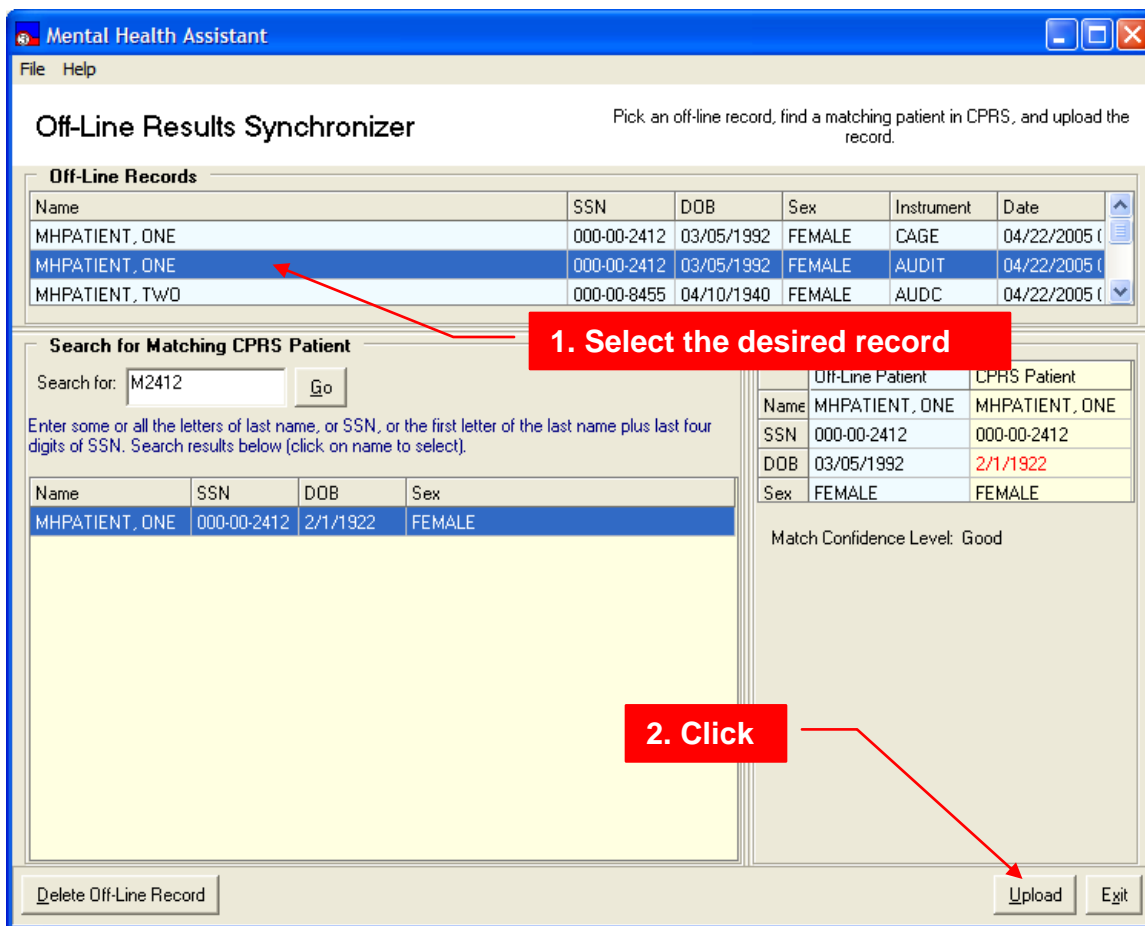 Mental Health Assistant
File Help
Off-Line Results Synchronizer
Pick an off-line record, find a matching patient in CPRS, and upload the
record.
Off-Line Records
Name SSN DOB Sex Instrument Date
MHPATIENT, ONE 000-00-2412 03/05/1992 FEMALE CAGE 04/22/2005 (
MHPATIENT, ONE 000-00-2412 03/05/1992 FEMALE AUDIT 04/22/2005 (
MHPATIENT, TWO 000-00-8455 04/10/1940 FEMALE AUDC 04/22/2005 (
1. Select the desired record
Search for Matching CPRS Patient
Search for: M2412 Go
Enter some or all the letters of last name, or SSN, or the first letter of the last name plus last four
digits of SSN. Search results below (click on name to select).
Name SSN DOB Sex
MHPATIENT, ONE 000-00-2412 2/1/1922 FEMALE
Off-Line Patient CPRS Patient
Name MHPATIENT, ONE MHPATIENT, ONE
SSN 000-00-2412 000-00-2412
DOB 03/05/1992 2/1/1922
Sex FEMALE FEMALE
Match Confidence Level: Good
2. Click
Delete Off-Line Record Upload Exit